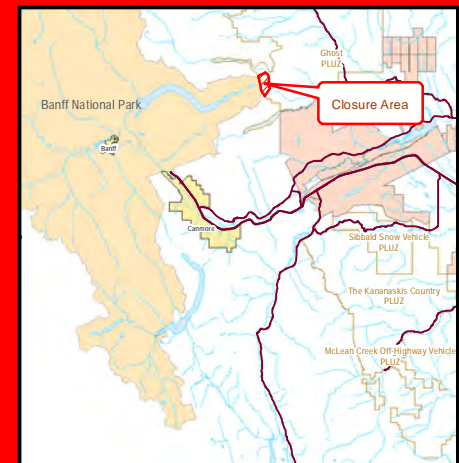 Ghost
PLUZ
Closure Area
Banff National Park
Banff
Canmore
Sibbald Snow Vehicle
PLUZ
The Kananaskis Country
PLUZ
McLean Creek Off-Highway Vehicle
PLUZ